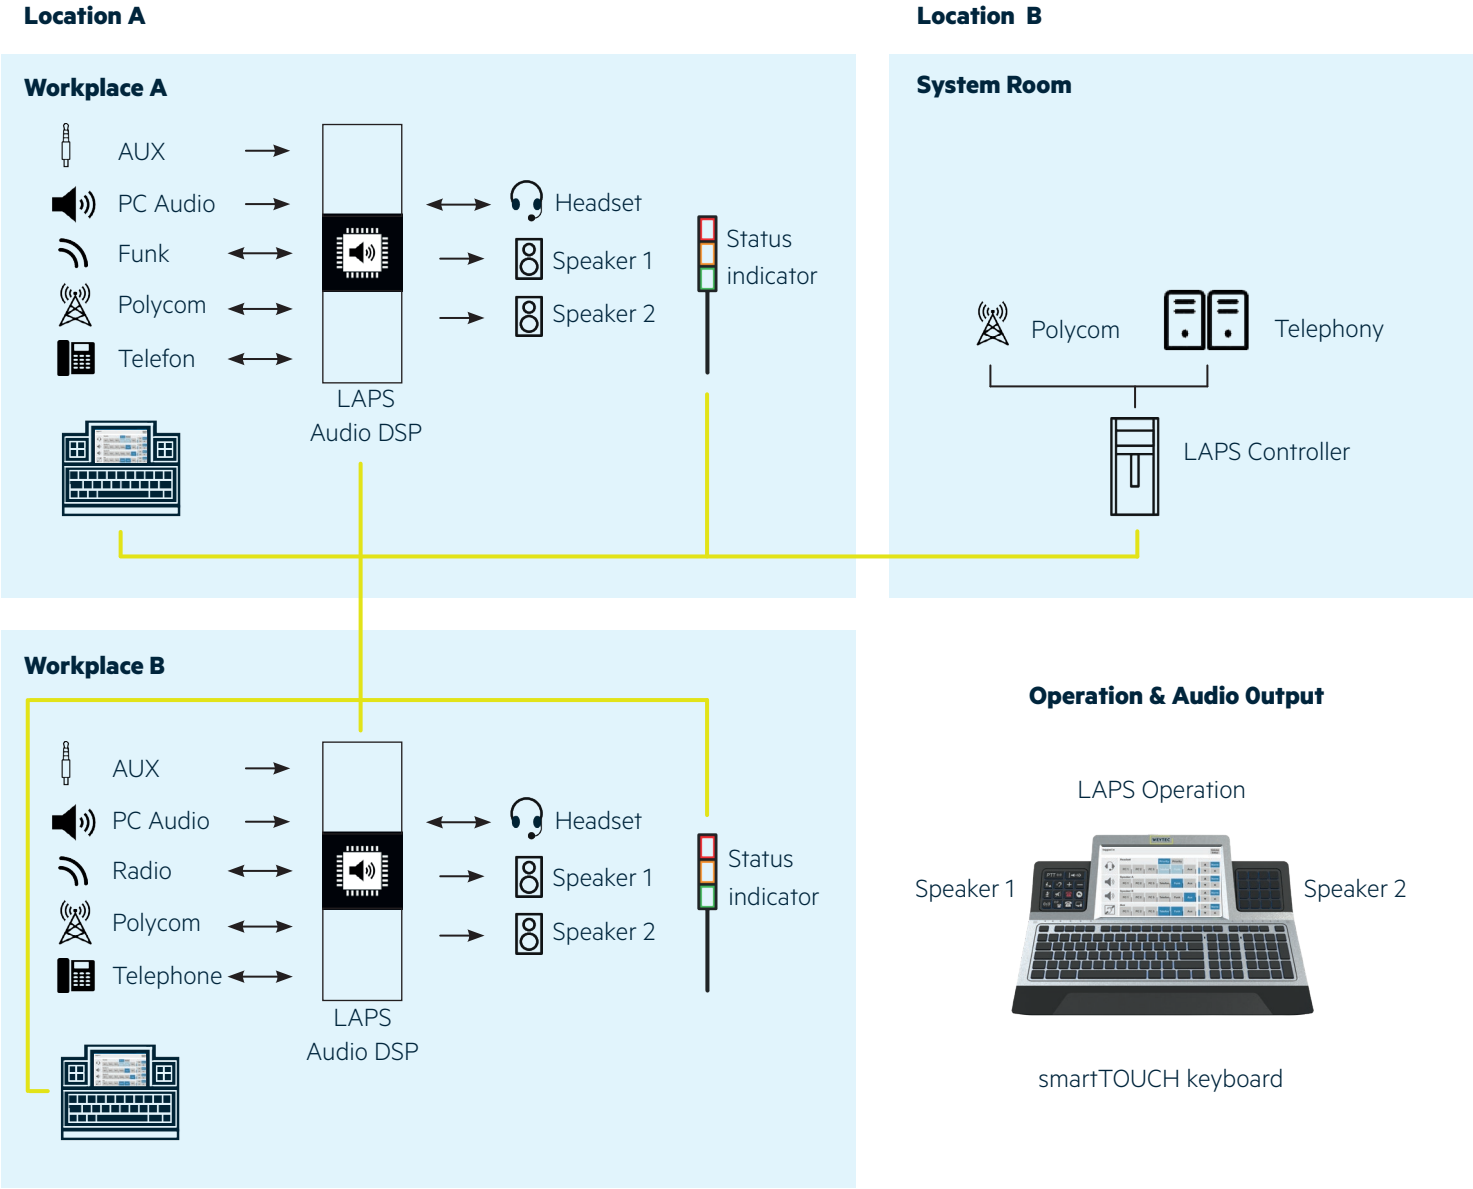 Location A
Location B
Workplace A
AUX
PC Audio
Funk
Polycom
Telefon
LAPS
Audio DSP
Headset
Speaker 1
Speaker 2
Status
indicator
System Room
Polycom
Telephony
LAPS Controller
Workplace B
AUX
PC Audio
Radio
Polycom
Telephone
LAPS
Audio DSP
Headset
Speaker 1
Speaker 2
Status
indicator
Operation & Audio Output
LAPS Operation
WEYTEC
Speaker 1
Speaker 2
smartTOUCH keyboard